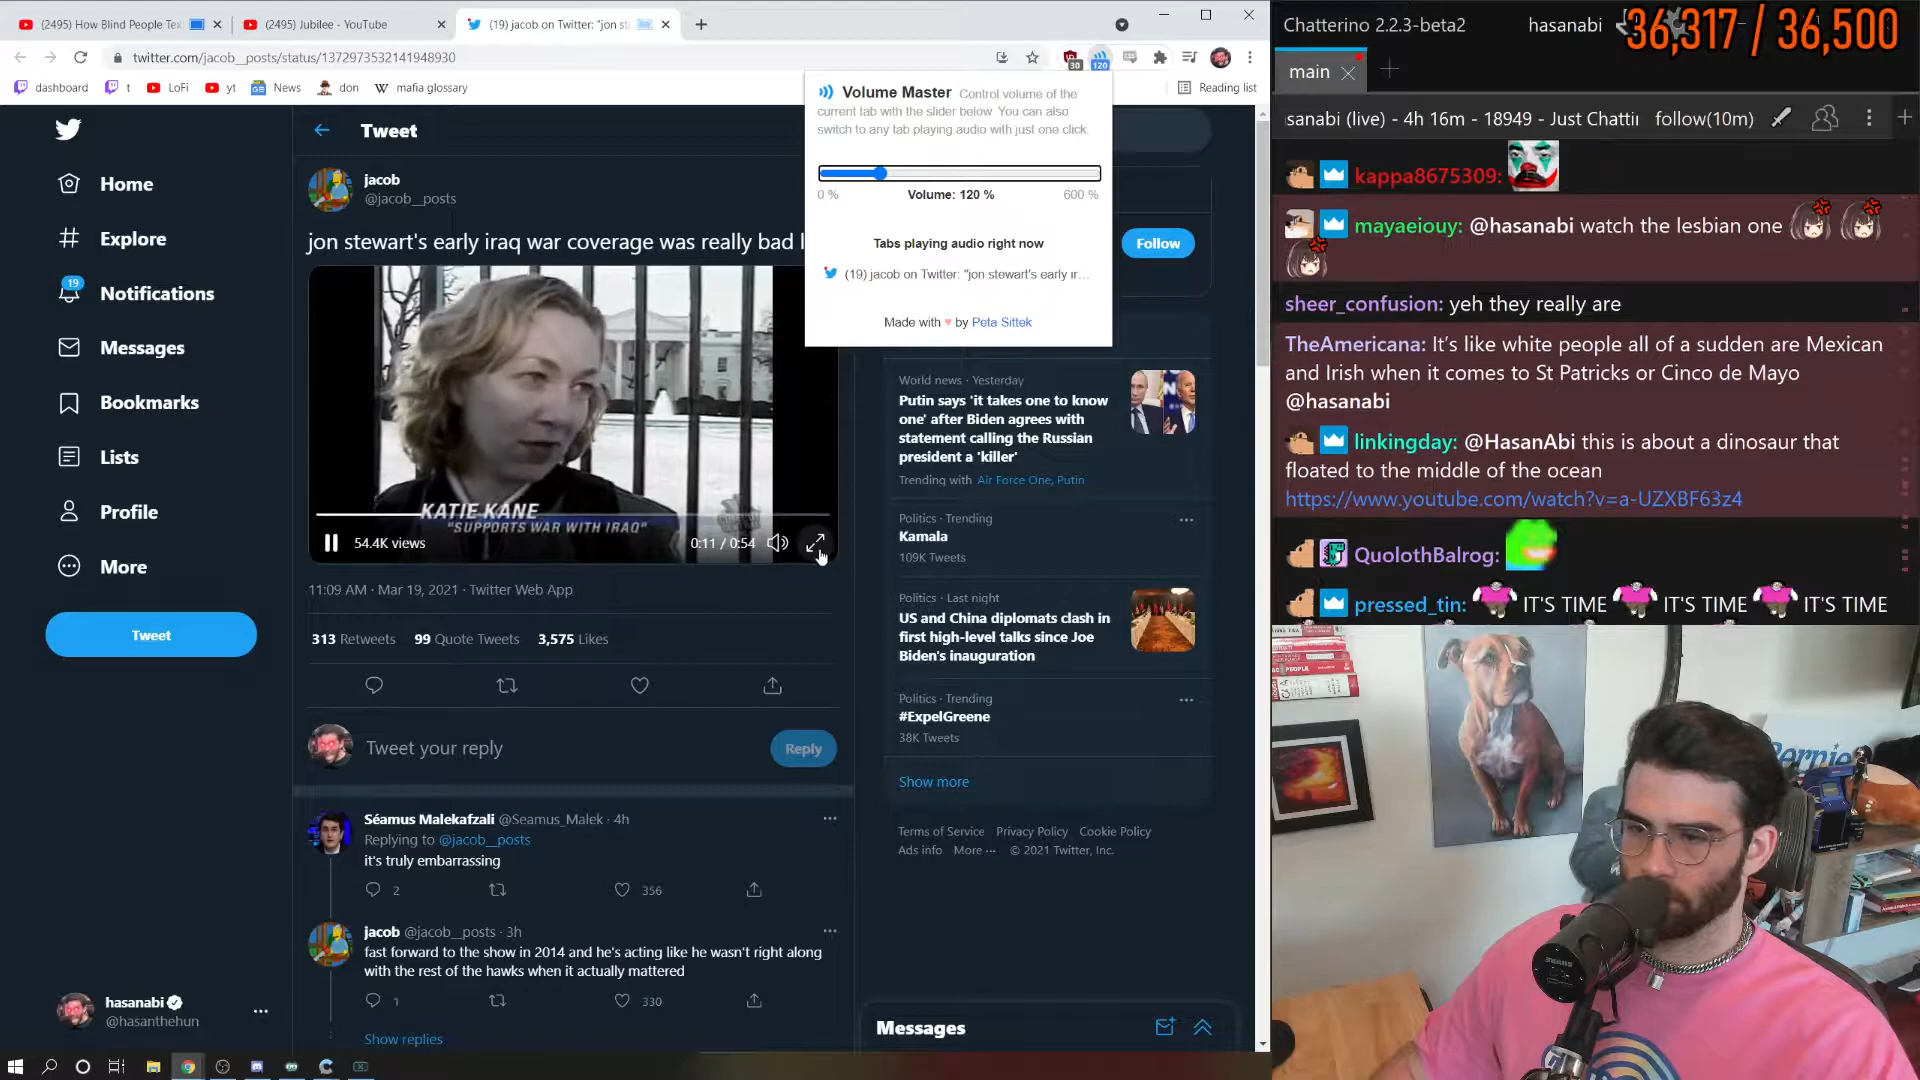 (2495) How Blind People Tex
(2495) Jubilee - YouTube
(19) jacob on Twitter: "jon st
twitter.com/jacob__posts/status/1372973532141948930
30
120
dashboard
t
LoFi
yt
News
don
mafia glossary
Reading list
Volume Master Control volume of the
current tab with the slider below. You can also
switch to any tab playing audio with just one click.
0 %
Volume: 120 %
600 %
Tabs playing audio right now
(19) jacob on Twitter: "jon stewart's early ir...
Made with ♥ by Peta Sittek
Home
Explore
19
Notifications
Messages
Bookmarks
Lists
Profile
More
Tweet
hasanabi
@hasanthehun
Tweet
jacob
@jacob__posts
jon stewart's early iraq war coverage was really bad l
KATIE KANE
"SUPPORTS WAR WITH IRAQ"
54.4K views
0:11 / 0:54
11:09 AM · Mar 19, 2021 · Twitter Web App
313 Retweets 99 Quote Tweets 3,575 Likes
Tweet your reply
Reply
Séamus Malekafzali @Seamus_Malek · 4h
Replying to @jacob__posts
it's truly embarrassing
2
356
jacob @jacob__posts · 3h
fast forward to the show in 2014 and he's acting like he wasn't right along
with the rest of the hawks when it actually mattered
1
330
Show replies
Follow
World news · Yesterday
Putin says 'it takes one to know
one' after Biden agrees with
statement calling the Russian
president a 'killer'
Trending with Air Force One, Putin
Politics · Trending
Kamala
109K Tweets
Politics · Last night
US and China diplomats clash in
first high-level talks since Joe
Biden's inauguration
Politics · Trending
#ExpelGreene
38K Tweets
Show more
Terms of Service Privacy Policy Cookie Policy
Ads info More ··· © 2021 Twitter, Inc.
Messages
Chatterino 2.2.3-beta2
hasanabi
36,317 / 36,500
main
sanabi (live) - 4h 16m - 18949 - Just Chattin
follow(10m)
kappa8675309:
mayaeiouy: @hasanabi watch the lesbian one
sheer_confusion: yeh they really are
TheAmericana: It's like white people all of a sudden are Mexican
and Irish when it comes to St Patricks or Cinco de Mayo
@hasanabi
linkingday: @HasanAbi this is about a dinosaur that
floated to the middle of the ocean
https://www.youtube.com/watch?v=a-UZXBF63z4
QuolothBalrog:
pressed_tin: IT'S TIME IT'S TIME IT'S TIME
PEOPLE
Bernie